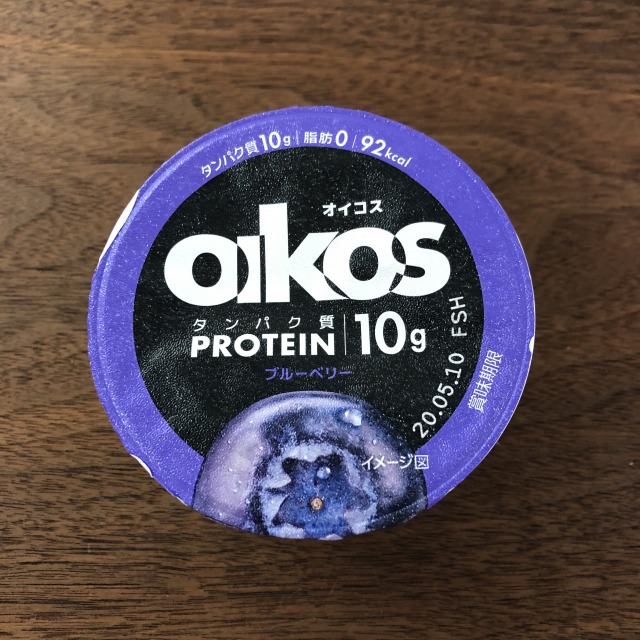 タンパク質10g | 脂肪0 | 92kcal
オイコス
oikos
タンパク質
PROTEIN | 10g
ブルーベリー
賞味期限
20.05.10 FSH
イメージ図